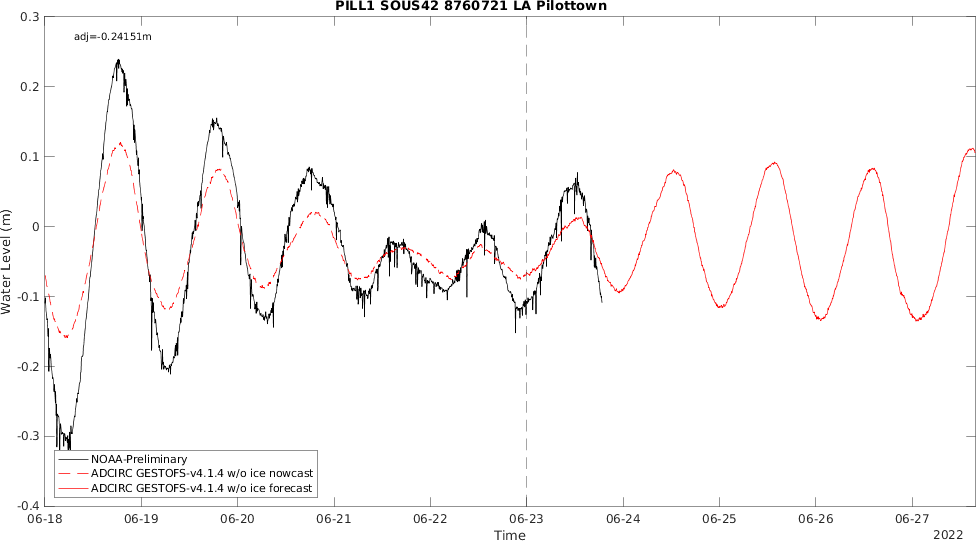 PILL1 SOUS42 8760721 LA Pilottown
adj=-0.24151m
0.3
0.2
0.1
0
-0.1
-0.2
-0.3
-0.4
Water Level (m)
NOAA-Preliminary
ADCIRC GESTOFS-v4.1.4 w/o ice nowcast
ADCIRC GESTOFS-v4.1.4 w/o ice forecast
06-18 06-19 06-20 06-21 06-22 06-23 06-24 06-25 06-26 06-27
Time
2022